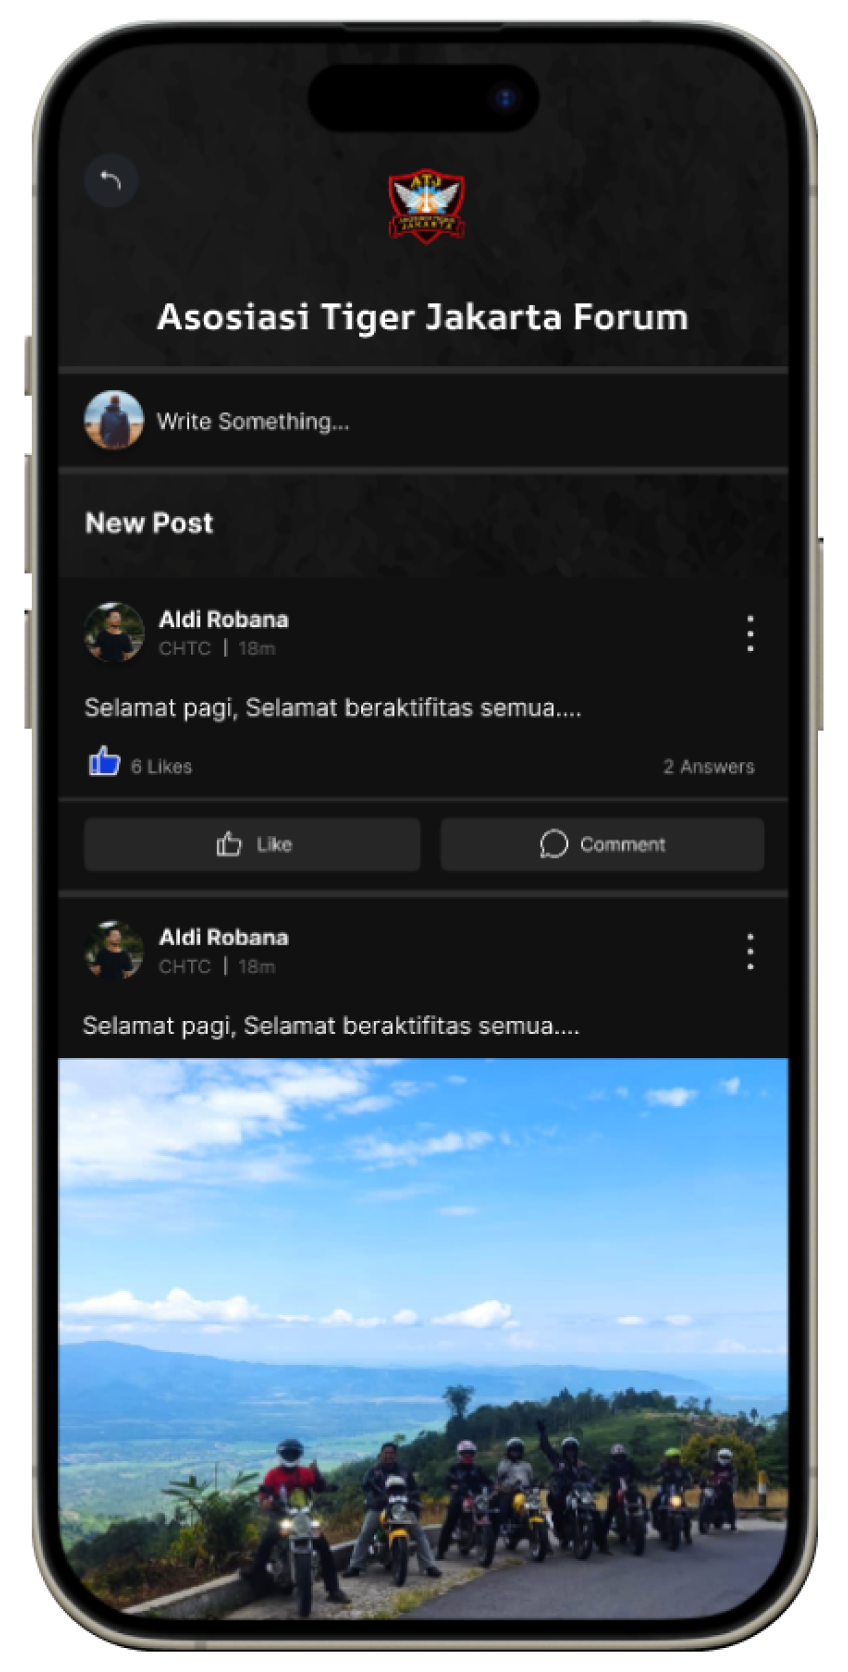 ATJ
JAKARTA
Asosiasi Tiger Jakarta Forum
Write Something...
New Post
Aldi Robana
CHTC | 18m
Selamat pagi, Selamat beraktifitas semua....
6 Likes
2 Answers
Like
Comment
Aldi Robana
CHTC | 18m
Selamat pagi, Selamat beraktifitas semua....